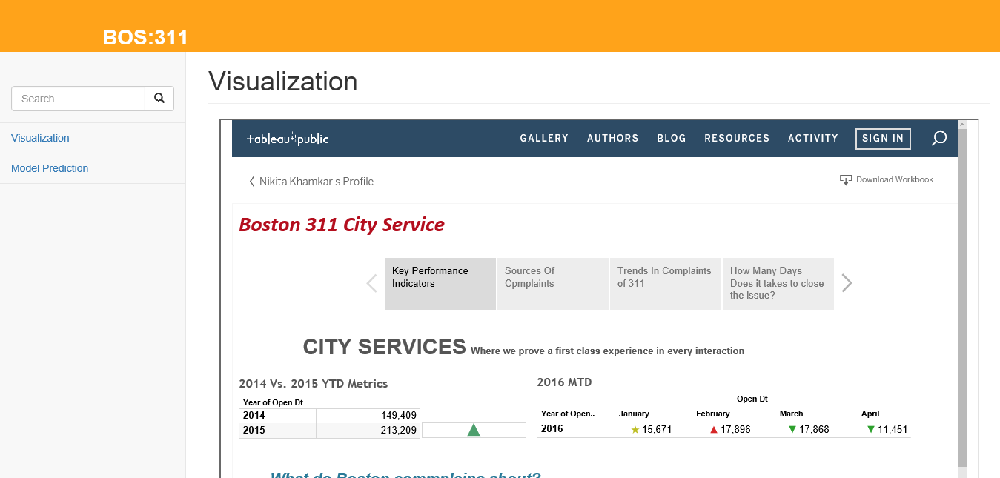 BOS:311
Search...
Visualization
Model Prediction
Visualization
+ableau public
GALLERY AUTHORS BLOG RESOURCES ACTIVITY SIGN IN
Nikita Khamkar's Profile
Download Workbook
Boston 311 City Service
Key Performance
Indicators
Sources Of
Cpmplaints
Trends In Complaints
of 311
How Many Days
Does it takes to close
the issue?
CITY SERVICES Where we prove a first class experience in every interaction
2014 Vs. 2015 YTD Metrics
Year of Open Dt
2014 149,409
2015 213,209
2016 MTD
Open Dt
Year of Open.. January February March April
2016 15,671 17,896 17,868 11,451
What do Boston commplains about?